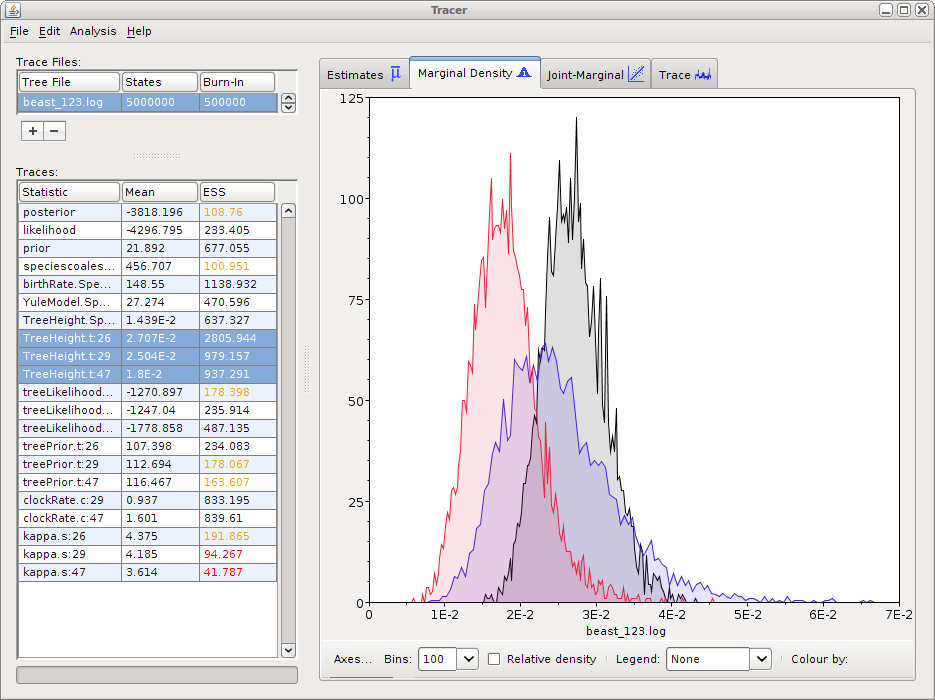 Tracer
File Edit Analysis Help
Trace Files:
Tree File States Burn-In
beast_123.log 5000000 500000
+ −
Traces:
Statistic Mean ESS
posterior -3818.196 108.76
likelihood -4296.795 233.405
prior 21.892 677.055
speciescoales... 456.707 100.951
birthRate.Spe... 148.55 1138.932
YuleModel.Sp... 27.274 470.596
TreeHeight.Sp... 1.439E-2 637.327
TreeHeight.t:26 2.707E-2 2805.944
TreeHeight.t:29 2.504E-2 979.157
TreeHeight.t:47 1.8E-2 937.291
treeLikelihood... -1270.897 178.398
treeLikelihood... -1247.04 235.914
treeLikelihood... -1778.858 487.135
treePrior.t:26 107.398 234.083
treePrior.t:29 112.694 178.067
treePrior.t:47 116.467 163.607
clockRate.c:29 0.937 833.195
clockRate.c:47 1.601 839.61
kappa.s:26 4.375 191.865
kappa.s:29 4.185 94.267
kappa.s:47 3.614 41.787
Estimates μ Marginal Density Joint-Marginal Trace
125
100
75
50
25
0
0 1E-2 2E-2 3E-2 4E-2 5E-2 6E-2 7E-2
beast_123.log
Axes... Bins: 100 Relative density Legend: None Colour by: